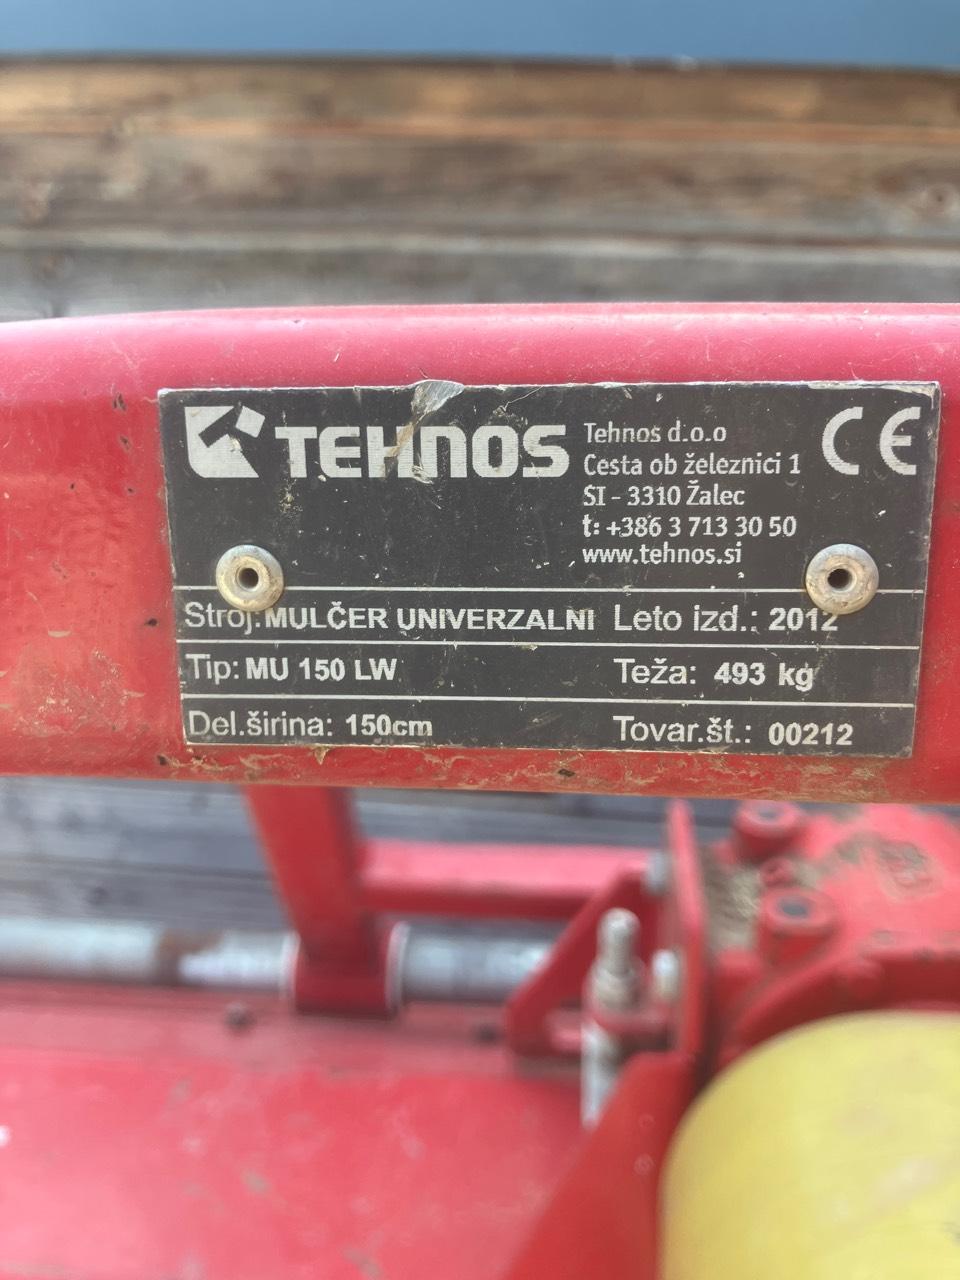 TEHNOS
Tehnos d.o.o
Cesta ob železnici 1
SI - 3310 Žalec
t: +386 3 713 30 50
www.tehnos.si
CE
Stroj: MULČER UNIVERZALNI Leto izd.: 2012
Tip: MU 150 LW Teža: 493 kg
Del.širina: 150cm Tovar.št.: 00212